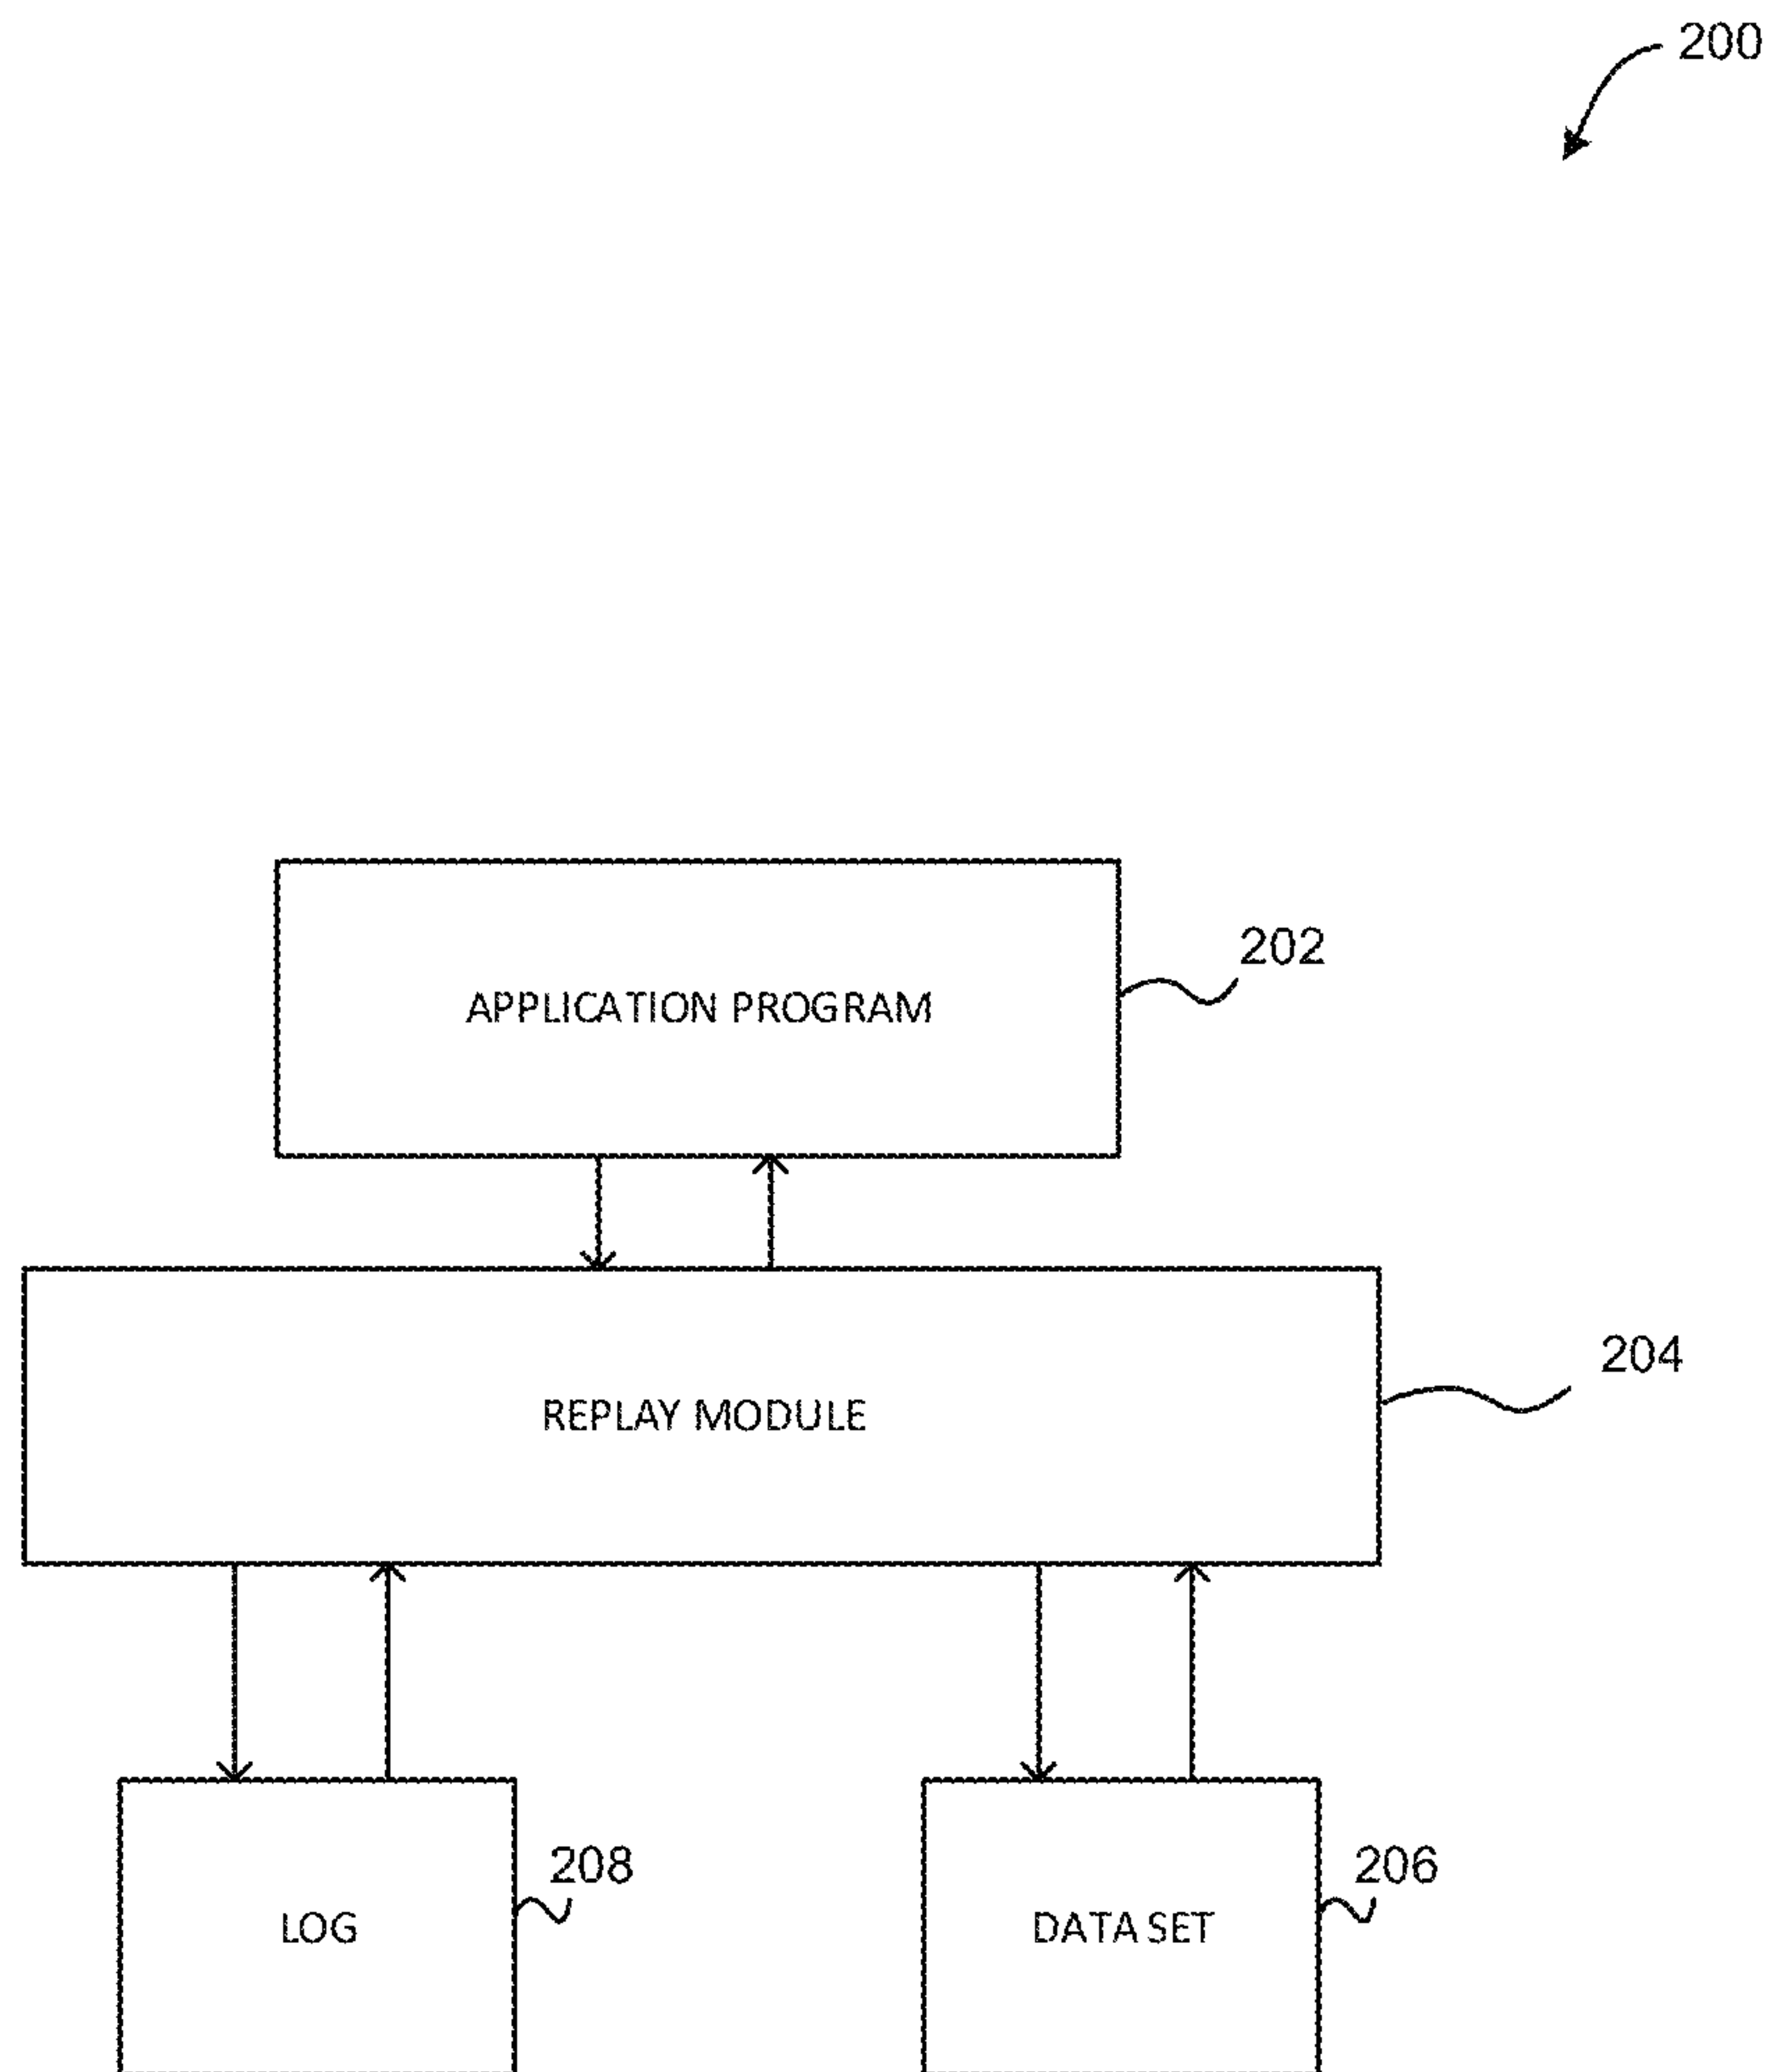 200
202
APPLICATION PROGRAM
204
REPLAY MODULE
208
206
LOG
DATA SET